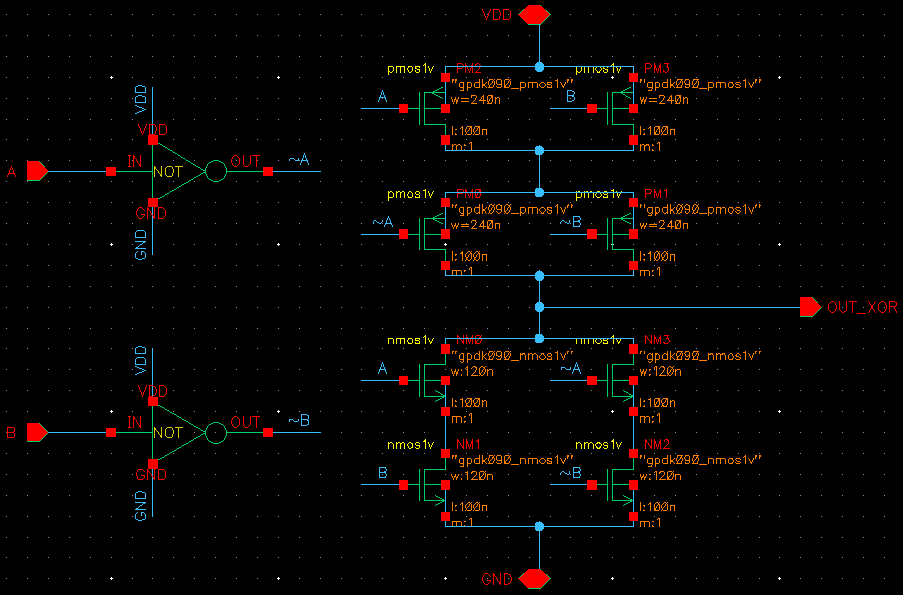 VDD
pmos1v PM2 pmos1v PM3
"gpdk090_pmos1v" "gpdk090_pmos1v"
A w=240n B w=240n
l:100n l:100n
m:1 m:1
VDD
VDD
A IN NOT OUT ~A
GND
GND
pmos1v PM0 pmos1v PM1
"gpdk090_pmos1v" "gpdk090_pmos1v"
~A w=240n ~B w=240n
l:100n l:100n
m:1 m:1
OUT_XOR
nmos1v NM0 nmos1v NM3
"gpdk090_nmos1v" "gpdk090_nmos1v"
A w:120n ~A w:120n
l:100n l:100n
m:1 m:1
VDD
VDD
B IN NOT OUT ~B
GND
GND
nmos1v NM1 nmos1v NM2
"gpdk090_nmos1v" "gpdk090_nmos1v"
B w:120n ~B w:120n
l:100n l:100n
m:1 m:1
GND